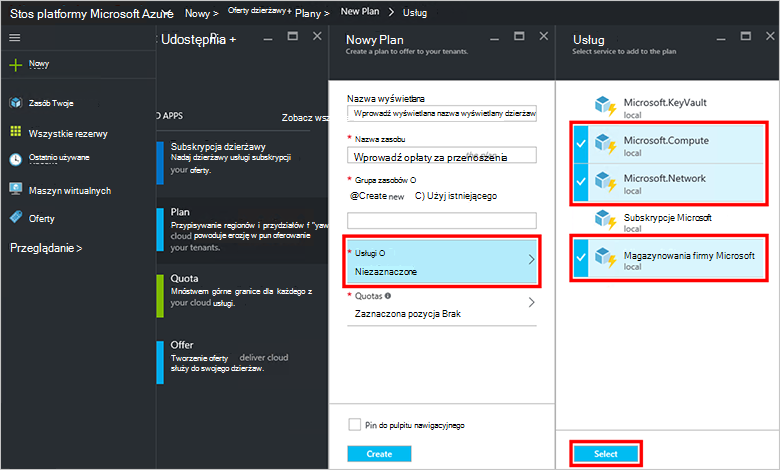 Stos platformy Microsoft Azure Nowy > Oferty dzierżawy+ Plany > New Plan > Usług
Nowy
Zasób Twoje
Wszystkie rezerwy
Ostatnio używane
Maszyn wirtualnych
Oferty
Przeglądanie >
Udostępnia +
D APPS
Zobacz wsz
Subskrypcja dzierżawy
Nadaj dzierżawy usługi subskrypcji
your oferty.
Plan
Przypisywanie regionów i przydziałów f "yaw
cloud powoduje erozję w pun oferowanie
your tenants.
Quota
Mnóstwem górne granice dla każdego z
your cloud usługi.
Offer
Tworzenie oferty deliver cloud
służy do swojego dzierżaw.
Nowy Plan
Create a plan to offer to your tenants.
Nazwa wyświetlana
Wprowadź wyświetlana nazwa wyświetlany dzierżaw
* Nazwa zasobu
Wprowadź opłaty za przenoszenia
* Grupa zasobów O
@Create new C) Użyj istniejącego
* Usługi O
Niezaznaczone
* Quotas
Zaznaczona pozycja Brak
Pin do pulpitu nawigacyjnego
Create
Usług
Select service to add to the plan
Microsoft.KeyVault
local
Microsoft.Compute
local
Microsoft.Network
local
Subskrypcje Microsoft
local
Magazynowania firmy Microsoft
local
Select